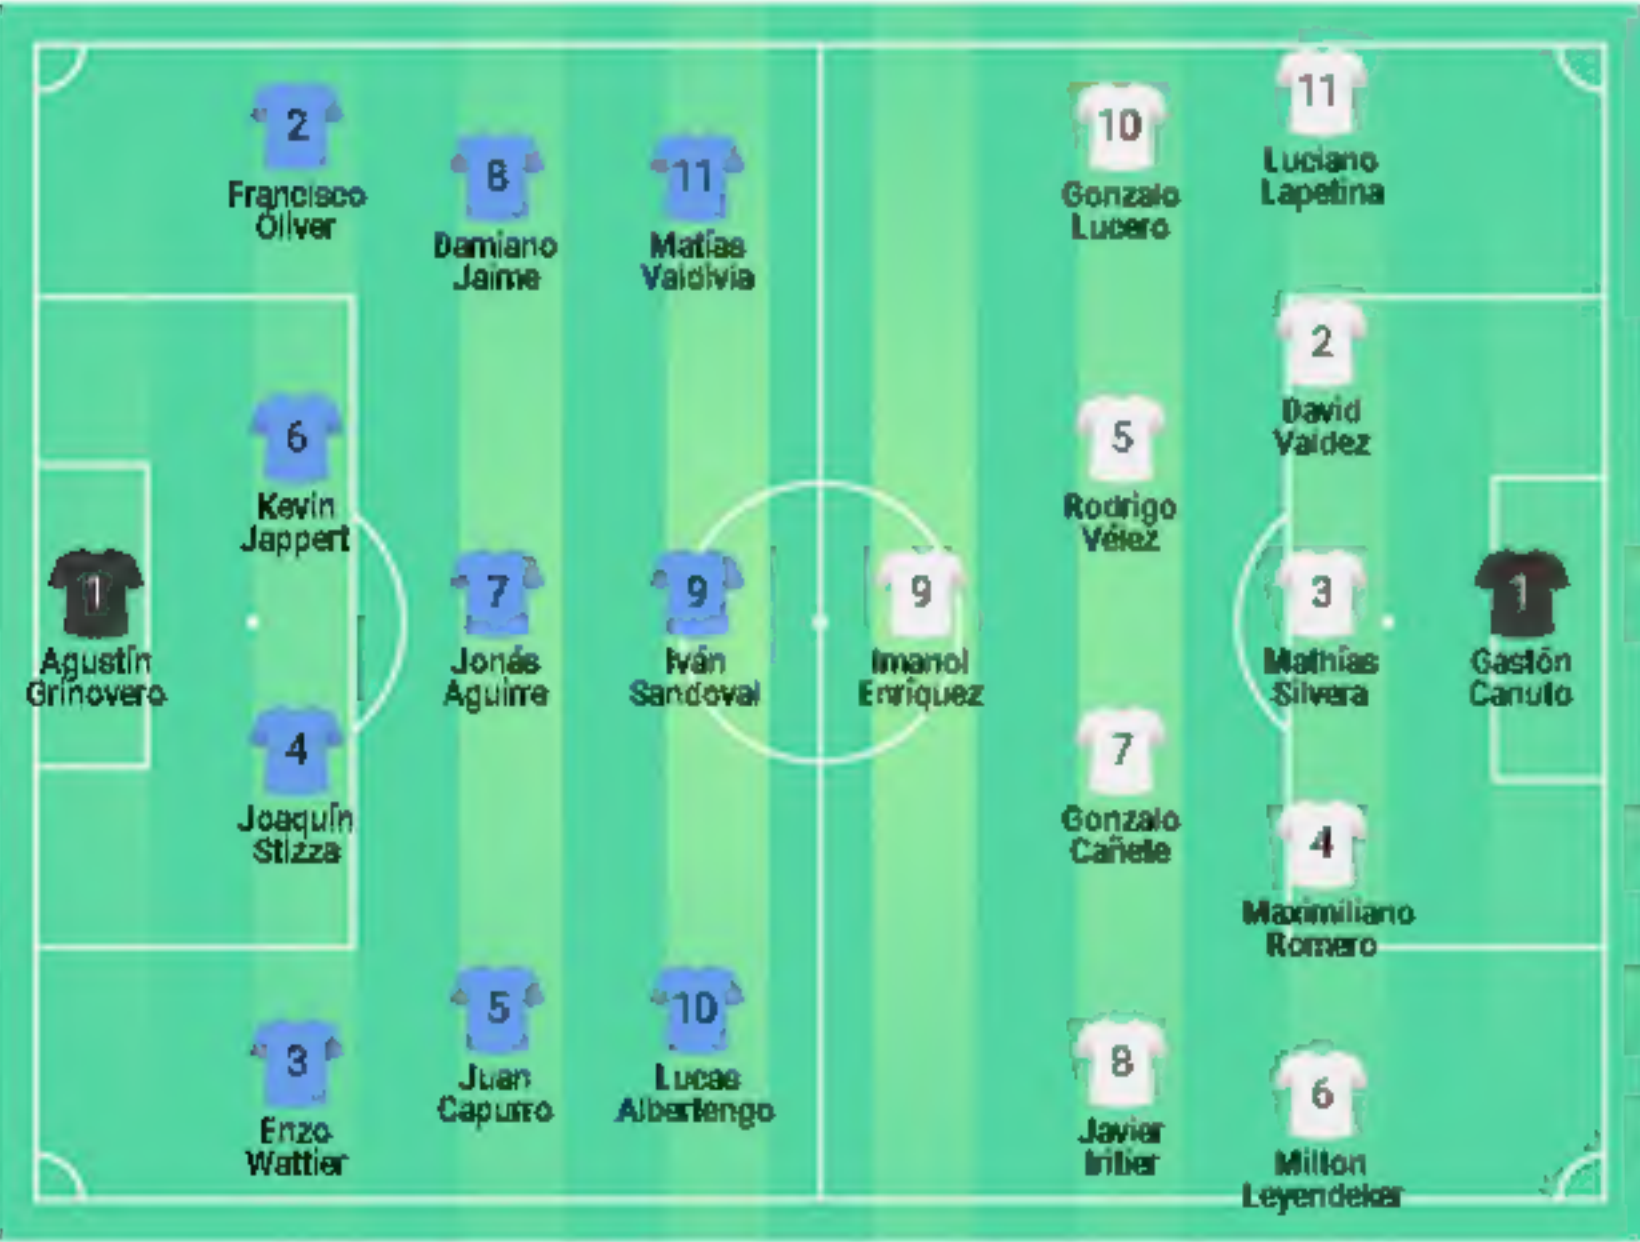 2
Francisco
Oliver
8
Damiano
Jaime
11
Matías
Valdivia
10
Gonzalo
Lucero
11
Luciano
Lapetina
2
David
Valdez
6
Kevin
Jappert
5
Rodrigo
Vélez
1
Agustín
Grinovero
7
Jonás
Aguirre
9
Iván
Sandoval
9
Imanol
Enriquez
3
Mathías
Silvera
1
Gastón
Canuto
4
Joaquín
Stizza
7
Gonzalo
Cañete
4
Maximiliano
Romero
3
Enzo
Wattier
5
Juan
Capurro
10
Lucas
Albertengo
8
Javier
Iritier
6
Milton
Leyendeker